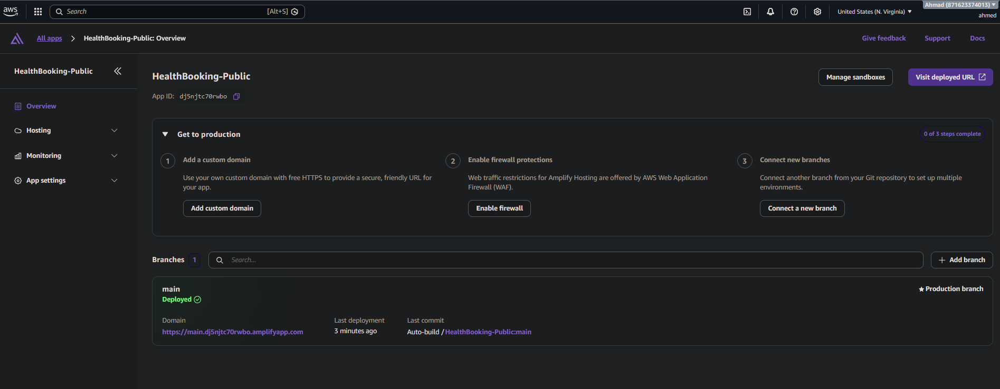 aws
Search
[Alt+S]
United States (N. Virginia)
Ahmad (871623374013)
ahmed
All apps
HealthBooking-Public: Overview
Give feedback
Support
Docs
HealthBooking-Public
Overview
Hosting
Monitoring
App settings
HealthBooking-Public
App ID: dj5njtc70rwbo
Manage sandboxes
Visit deployed URL
Get to production
0 of 3 steps complete
1
Add a custom domain
Use your own custom domain with free HTTPS to provide a secure, friendly URL for
your app.
Add custom domain
2
Enable firewall protections
Web traffic restrictions for Amplify Hosting are offered by AWS Web Application
Firewall (WAF).
Enable firewall
3
Connect new branches
Connect another branch from your Git repository to set up multiple
environments.
Connect a new branch
Branches 1
Search...
Add branch
main
Deployed
Production branch
Domain
https://main.dj5njtc70rwbo.amplifyapp.com
Last deployment
3 minutes ago
Last commit
Auto-build / HealthBooking-Public:main